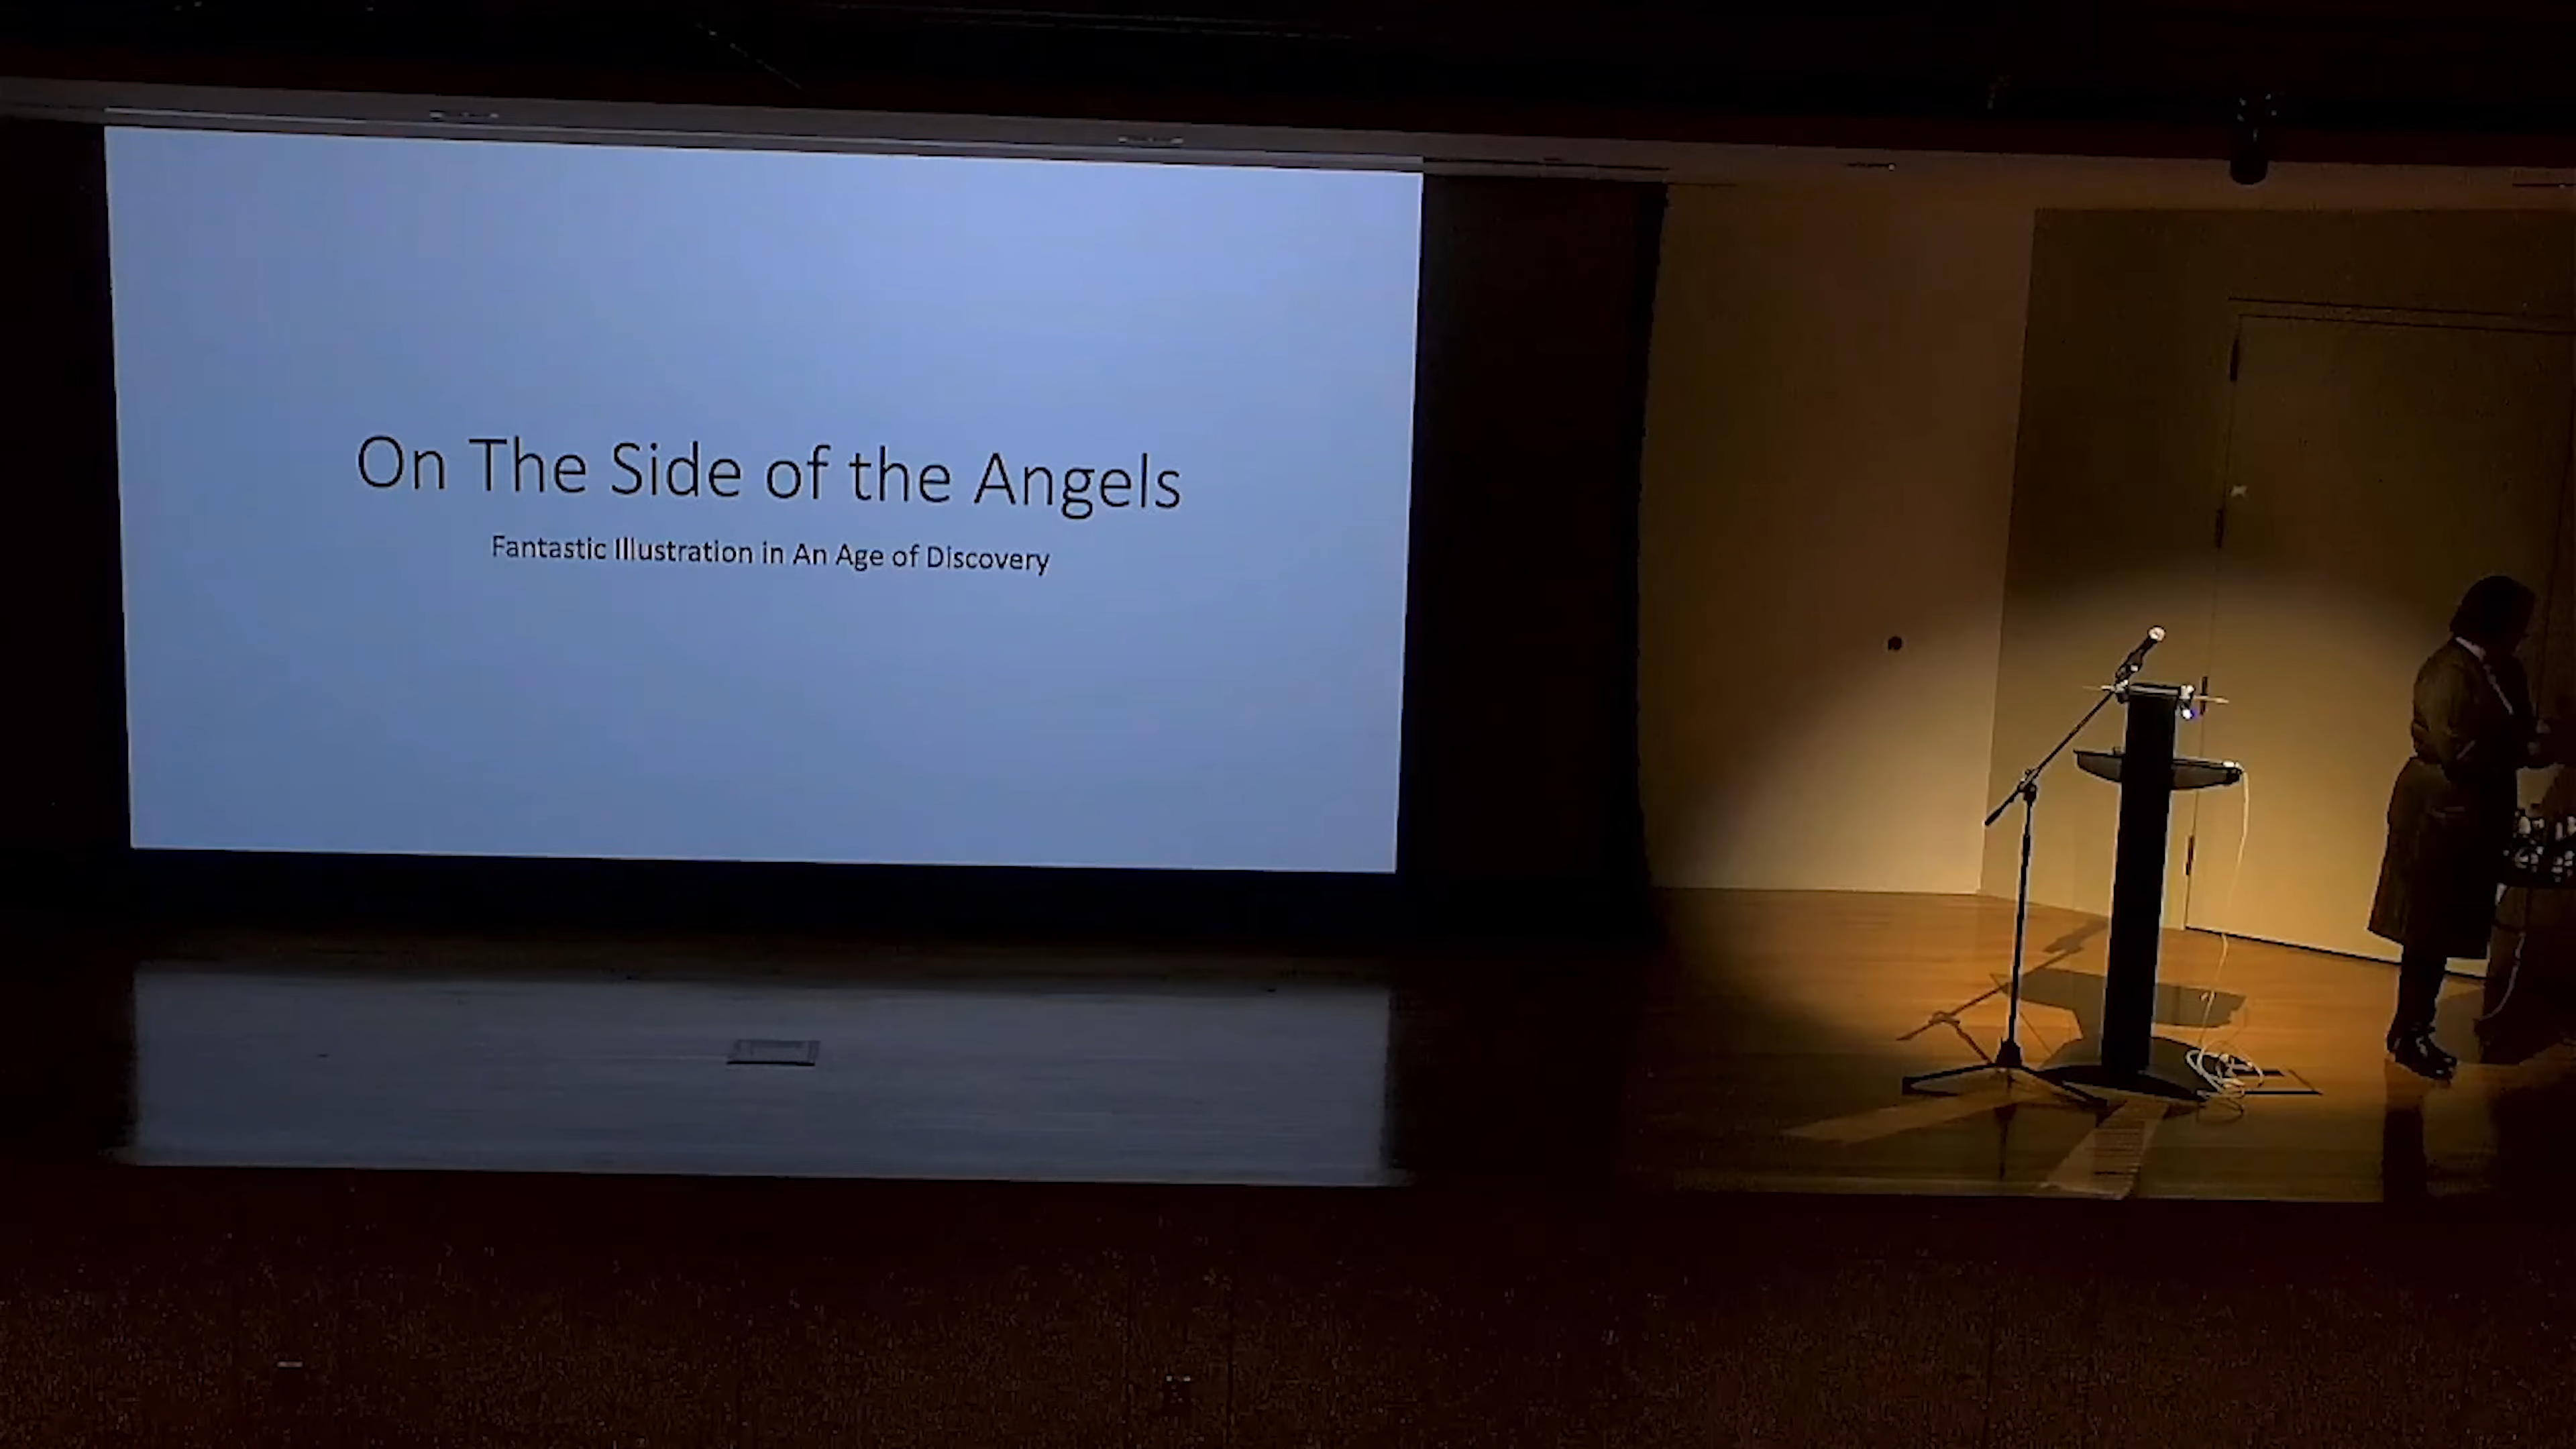 On The Side of the Angels
Fantastic Illustration in An Age of Discovery